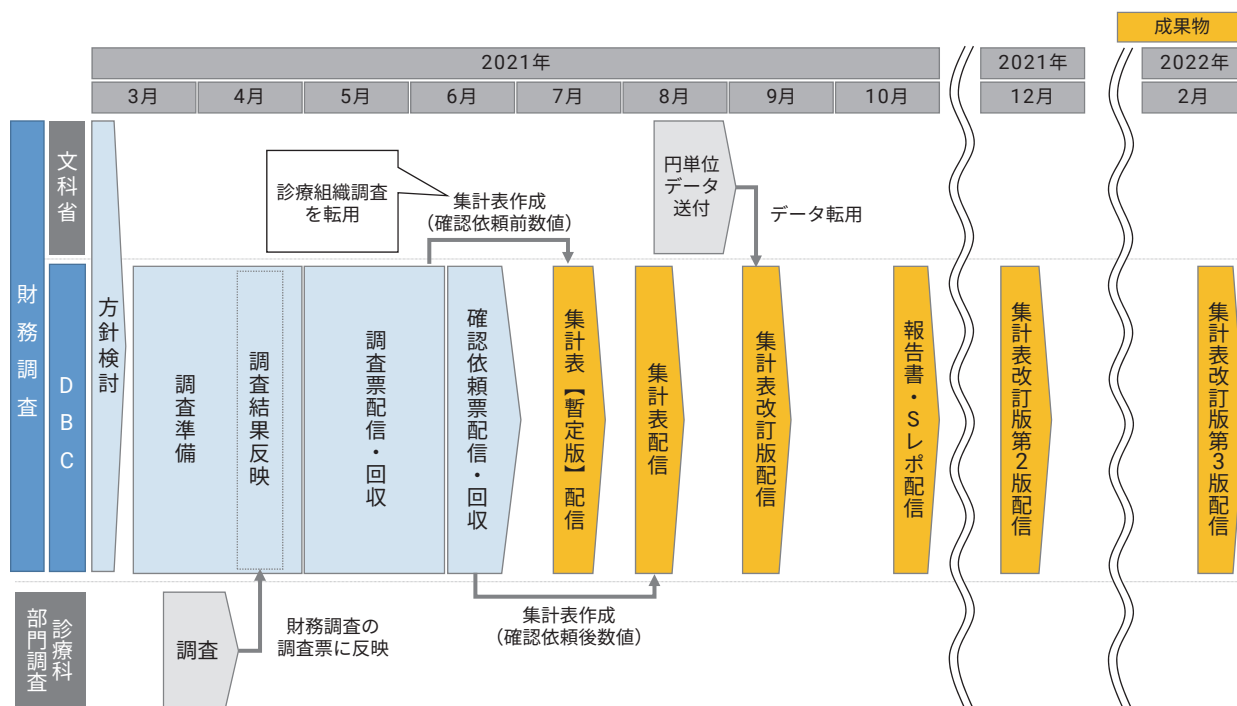 成果物
2021年
2021年
2022年
3月
4月
5月
6月
7月
8月
9月
10月
12月
2月
財務調査
文科省
診療組織調査
を転用
集計表作成
(確認依頼前数値)
円単位
データ
送付
データ転用
DBC
方針検討
調査準備
調査結果反映
調査票配信・回収
確認依頼票配信・回収
集計表【暫定版】配信
集計表配信
集計表改訂版配信
報告書・Sレポ配信
集計表改訂版第2版配信
集計表改訂版第3版配信
診療科
部門調査
調査
財務調査の
調査票に反映
集計表作成
(確認依頼後数値)